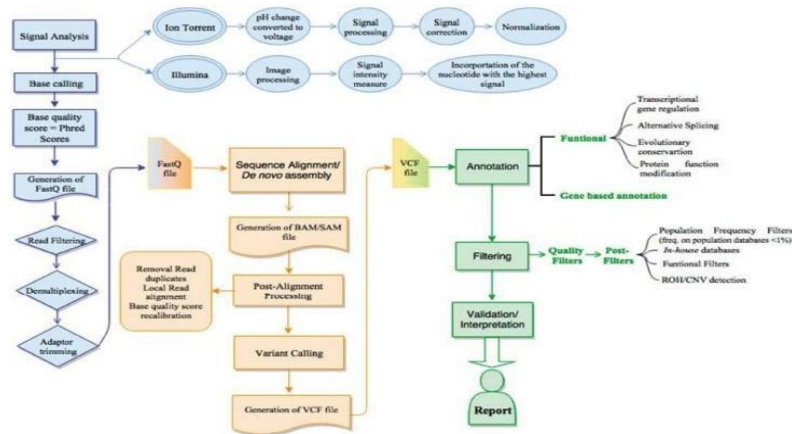 Signal Analysis
Ion Torrent
pH change
converted to
voltage
Signal
processing
Signal
correction
Normalization
Illumina
Image
processing
Signal
intensity
measure
Incorportation of the
nucleotide with the highest
signal
Base calling
Base quality
score = Phred
Scores
Generation of
FastQ file
Read Filtering
Demultiplexing
Adaptor
trimming
FastQ
file
Sequence Alignment/
De novo assembly
Generation of BAM/SAM
file
Post-Alignment
Processing
Removal Read
duplicates
Local Read
alignment
Base quality score
recalibration
Variant Calling
Generation of VCF file
VCF
file
Annotation
Funtional
Transcriptional
gene regulation
Alternative Splicing
Evolutionary
conservartion
Protein function
modification
Gene based annotation
Filtering
Quality
Filters
Post-
Filters
Population Frequency Filters
(freq. on population databases <1%)
In-house databases
Funtional Filters
ROH/CNV detection
Validation/
Interpretation
Report